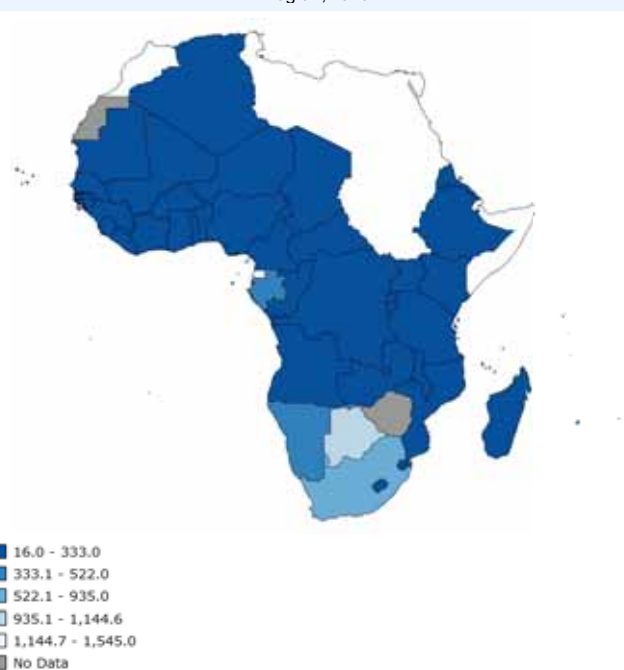 16.0 - 333.0
333.1 - 522.0
522.1 - 935.0
935.1 - 1,144.6
1,144.7 - 1,545.0
No Data